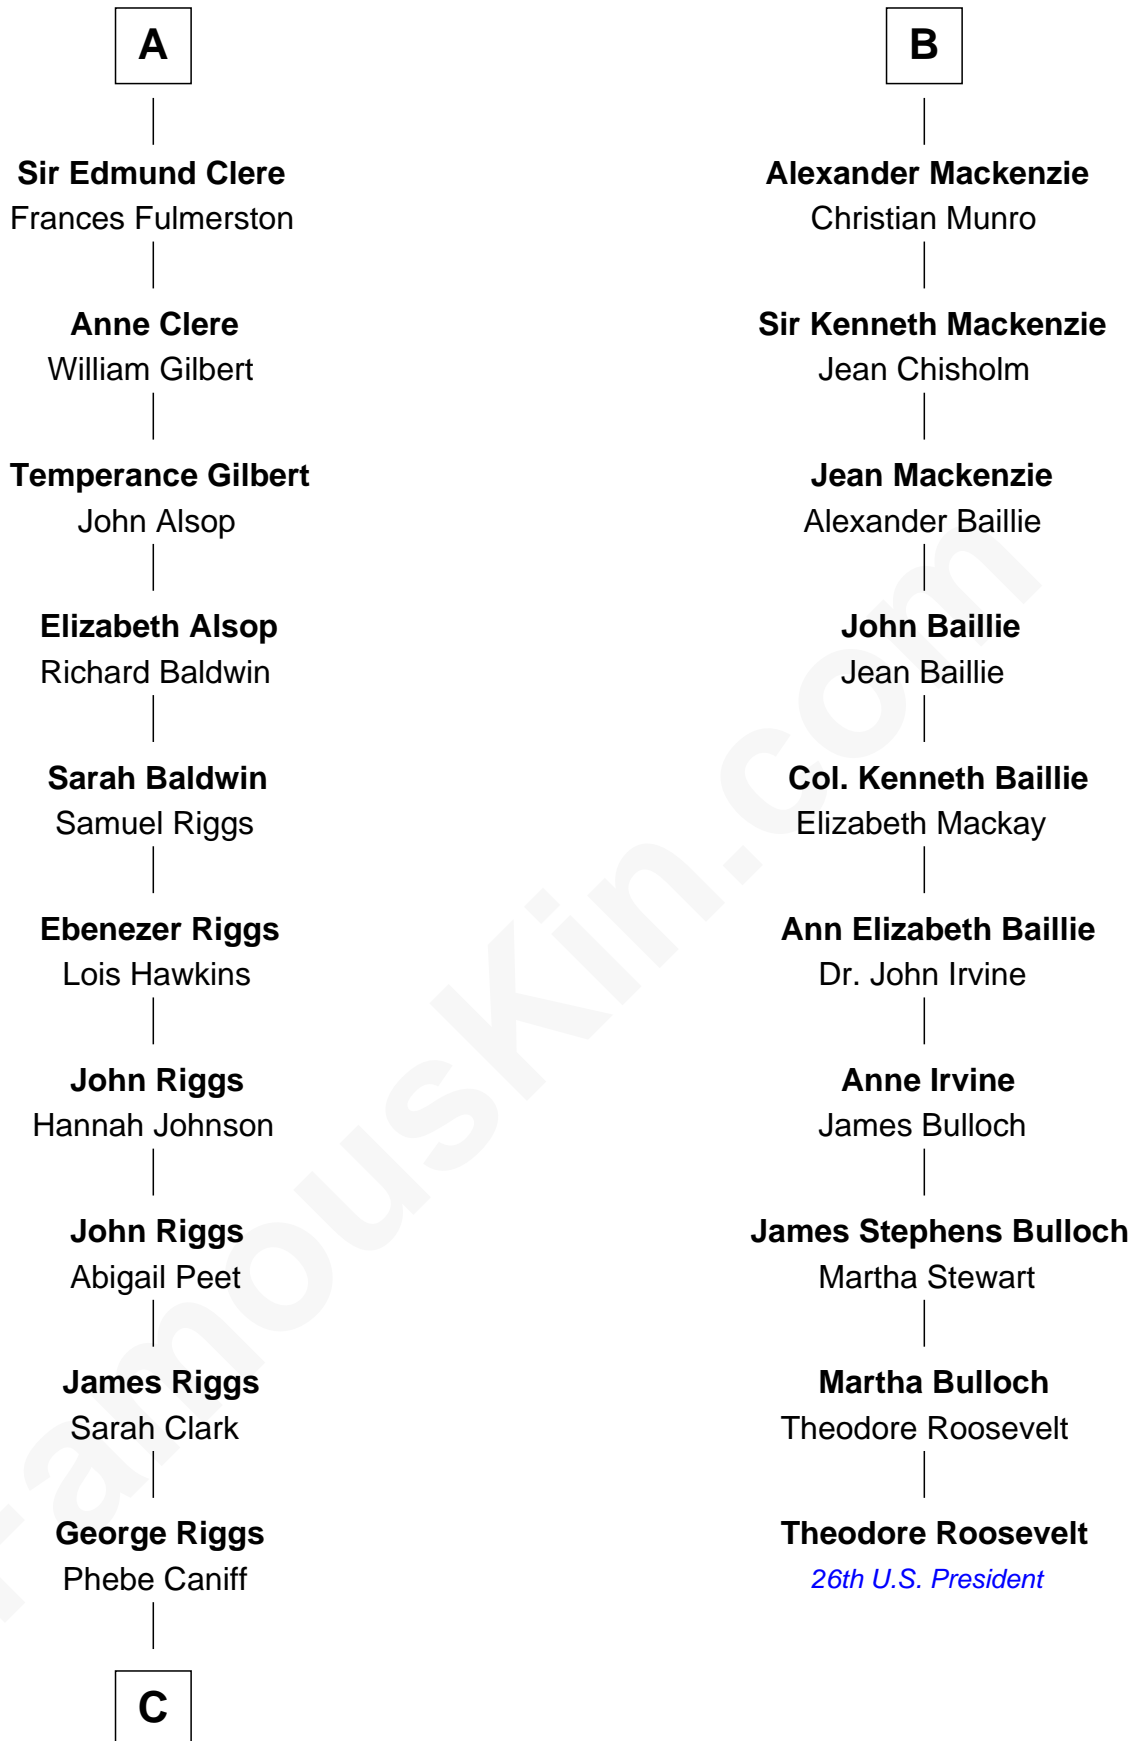 A
Sir Edmund Clere
Frances Fulmerston
Anne Clere
William Gilbert
Temperance Gilbert
John Alsop
Elizabeth Alsop
Richard Baldwin
Sarah Baldwin
Samuel Riggs
Ebenezer Riggs
Lois Hawkins
John Riggs
Hannah Johnson
John Riggs
Abigail Peet
James Riggs
Sarah Clark
George Riggs
Phebe Caniff
C
B
Alexander Mackenzie
Christian Munro
Sir Kenneth Mackenzie
Jean Chisholm
Jean Mackenzie
Alexander Baillie
John Baillie
Jean Baillie
Col. Kenneth Baillie
Elizabeth Mackay
Ann Elizabeth Baillie
Dr. John Irvine
Anne Irvine
James Bulloch
James Stephens Bulloch
Martha Stewart
Martha Bulloch
Theodore Roosevelt
Theodore Roosevelt
26th U.S. President
FamousKin.com